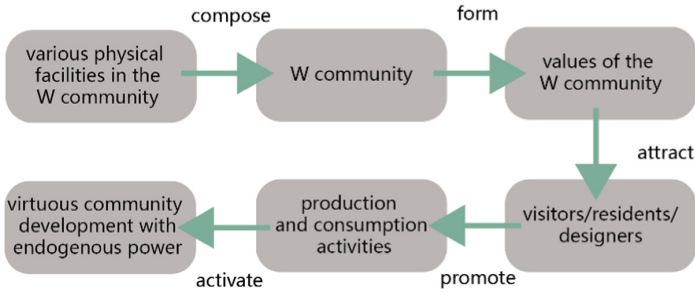 compose
form
various physical
facilities in the
W community
W community
values of the
W community
attract
visitors/residents/
designers
promote
production
and consumption
activities
activate
virtuous community
development with
endogenous power